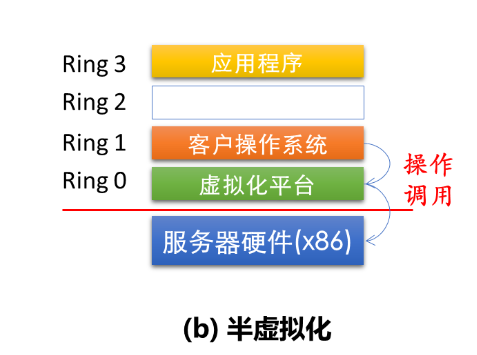 Ring 3 应用程序
Ring 2
Ring 1 客户操作系统
Ring 0 虚拟化平台
操作
调用
服务器硬件(x86)
(b) 半虚拟化